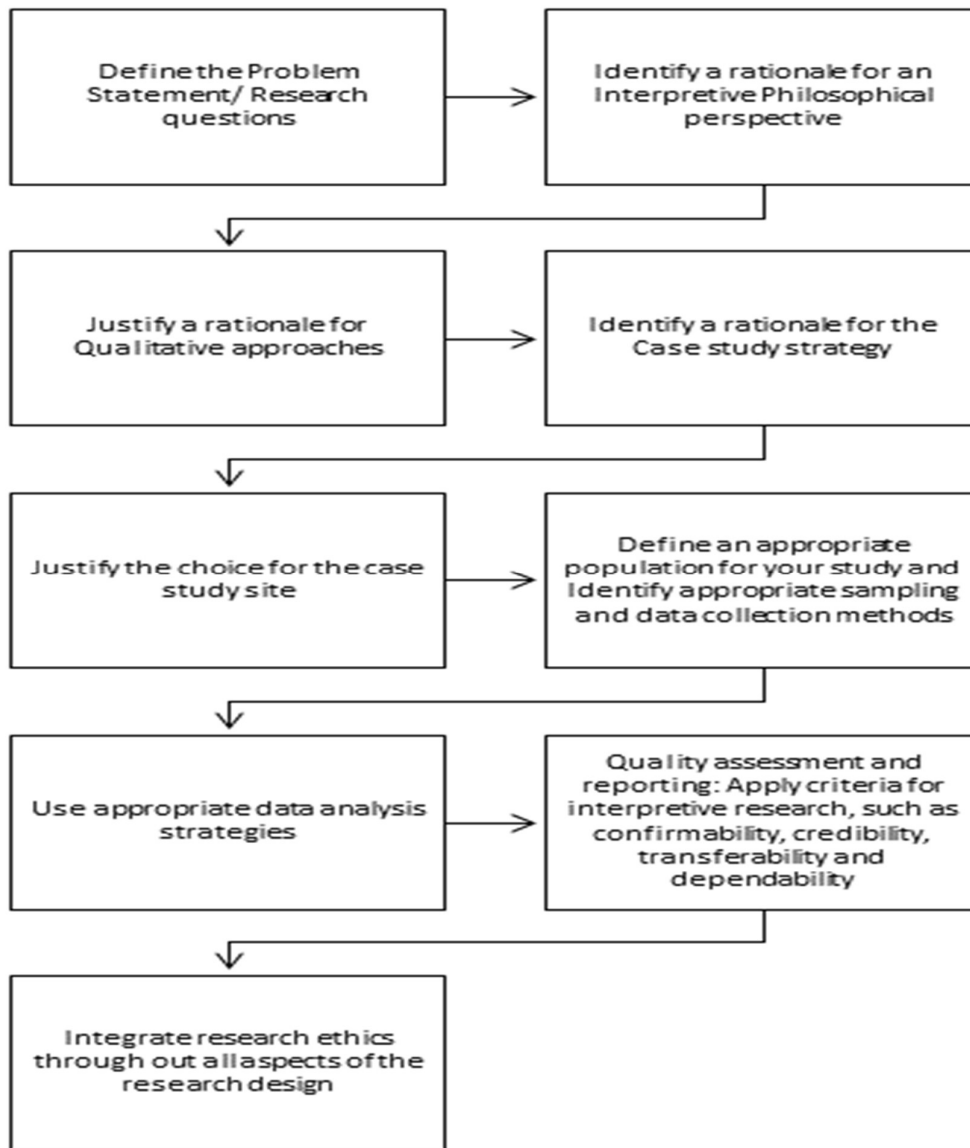 Define the Problem
Statement/ Research
questions
Identify a rationale for an
Interpretive Philosophical
perspective
Justify a rationale for
Qualitative approaches
Identify a rationale for the
Case study strategy
Justify the choice for the case
study site
Define an appropriate
population for your study and
Identify appropriate sampling
and data collection methods
Use appropriate data analysis
strategies
Quality assessment and
reporting: Apply criteria for
interpretive research, such as
confirmability, credibility,
transferability and
dependability
Integrate research ethics
through out all aspects of the
research design